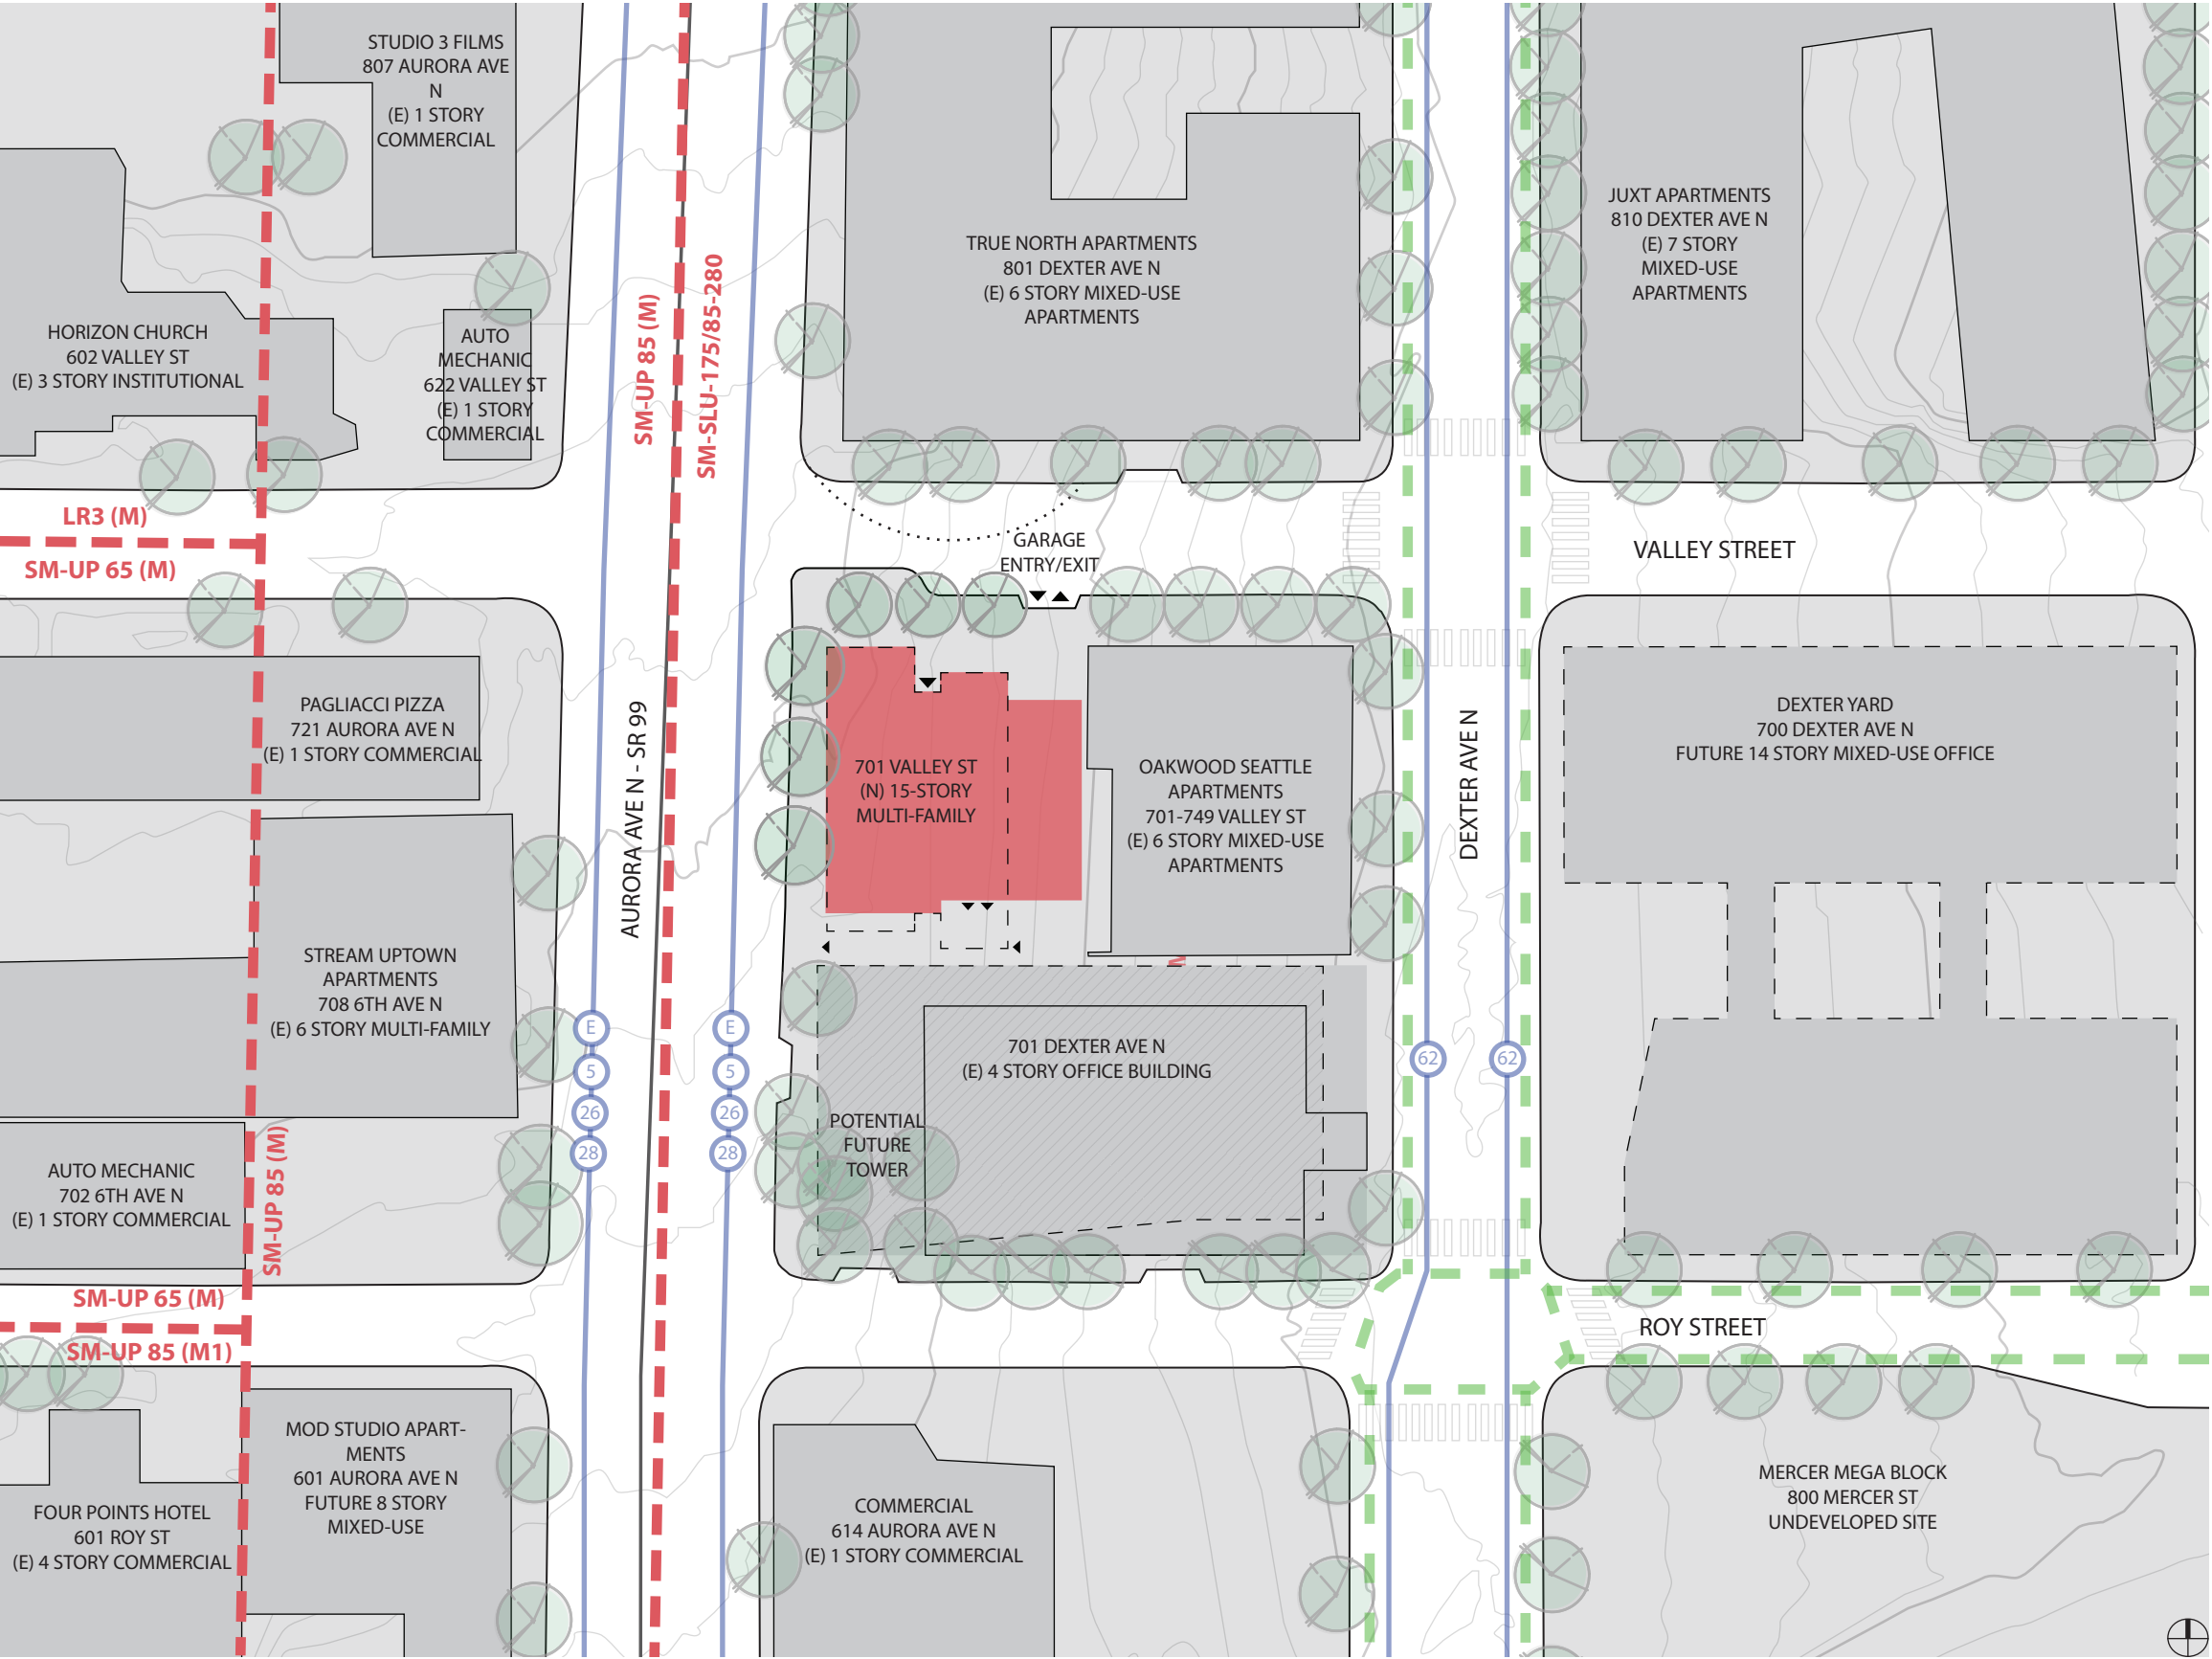 STUDIO 3 FILMS
807 AURORA AVE
N
(E) 1 STORY
COMMERCIAL
HORIZON CHURCH
602 VALLEY ST
(E) 3 STORY INSTITUTIONAL
AUTO
MECHANIC
622 VALLEY ST
(E) 1 STORY
COMMERCIAL
SM-UP 85 (M)
SM-SLU-175/85-280
TRUE NORTH APARTMENTS
801 DEXTER AVE N
(E) 6 STORY MIXED-USE
APARTMENTS
JUXT APARTMENTS
810 DEXTER AVE N
(E) 7 STORY
MIXED-USE
APARTMENTS
LR3 (M)
SM-UP 65 (M)
GARAGE
ENTRY/EXIT
VALLEY STREET
PAGLIACCI PIZZA
721 AURORA AVE N
(E) 1 STORY COMMERCIAL
AURORA AVE N - SR 99
701 VALLEY ST
(N) 15-STORY
MULTI-FAMILY
OAKWOOD SEATTLE
APARTMENTS
701-749 VALLEY ST
(E) 6 STORY MIXED-USE
APARTMENTS
DEXTER AVE N
DEXTER YARD
700 DEXTER AVE N
FUTURE 14 STORY MIXED-USE OFFICE
STREAM UPTOWN
APARTMENTS
708 6TH AVE N
(E) 6 STORY MULTI-FAMILY
E
5
26
28
E
5
26
28
701 DEXTER AVE N
(E) 4 STORY OFFICE BUILDING
POTENTIAL
FUTURE
TOWER
62
62
AUTO MECHANIC
702 6TH AVE N
(E) 1 STORY COMMERCIAL
SM-UP 85 (M)
SM-UP 65 (M)
SM-UP 85 (M1)
ROY STREET
FOUR POINTS HOTEL
601 ROY ST
(E) 4 STORY COMMERCIAL
MOD STUDIO APART-
MENTS
601 AURORA AVE N
FUTURE 8 STORY
MIXED-USE
COMMERCIAL
614 AURORA AVE N
(E) 1 STORY COMMERCIAL
MERCER MEGA BLOCK
800 MERCER ST
UNDEVELOPED SITE